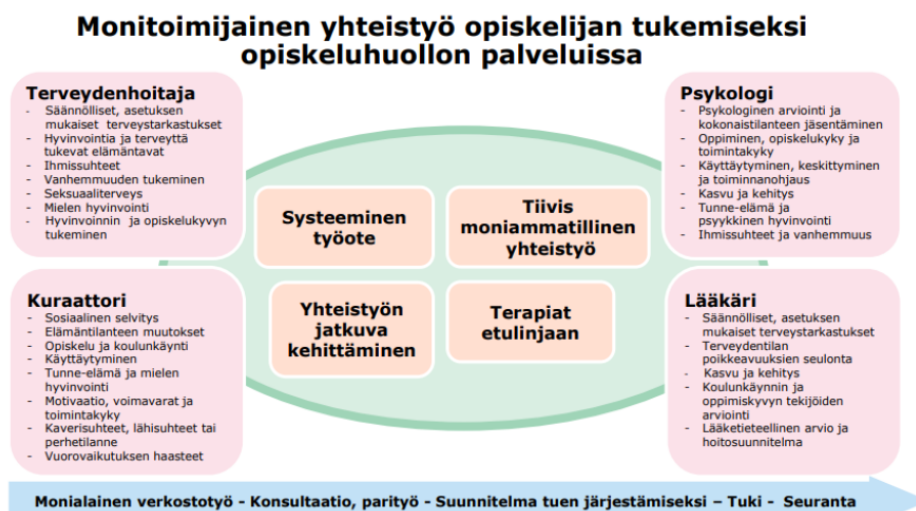 Monitoimijainen yhteistyö opiskelijan tukemiseksi
opiskeluhuollon palveluissa
Terveydenhoitaja
- Säännölliset, asetuksen
mukaiset terveystarkastukset
- Hyvinvointia ja terveyttä
tukevat elämäntavat
- Ihmissuhteet
- Vanhemmuuden tukeminen
- Seksuaaliterveys
- Mielen hyvinvointi
- Hyvinvoinnin ja opiskelukyvyn
tukeminen
Psykologi
- Psykologinen arviointi ja
kokonaistilanteen jäsentäminen
- Oppiminen, opiskelukyky ja
toimintakyky
- Käyttäytyminen, keskittyminen
ja toiminnanohjaus
- Kasvu ja kehitys
- Tunne-elämä ja
psyykkinen hyvinvointi
- Ihmissuhteet ja vanhemmuus
Systeeminen
työote
Tiivis
moniammatillinen
yhteistyö
Yhteistyön
jatkuva
kehittäminen
Terapiat
etulinjaan
Kuraattori
- Sosiaalinen selvitys
- Elämäntilanteen muutokset
- Opiskelu ja koulunkäynti
- Käyttäytyminen
- Tunne-elämä ja mielen
hyvinvointi
- Motivaatio, voimavarat ja
toimintakyky
- Kaverisuhteet, lähisuhteet tai
perhetilanne
- Vuorovaikutuksen haasteet
Lääkäri
- Säännölliset, asetuksen
mukaiset terveystarkastukset
- Terveydentilan
poikkeavuuksien seulonta
- Kasvu ja kehitys
- Koulunkäynnin ja
oppimiskyvyn tekijöiden
arviointi
- Lääketieteellinen arvio ja
hoitosuunnitelma
Monialainen verkostotyö - Konsultaatio, parityö - Suunnitelma tuen järjestämiseksi – Tuki - Seuranta